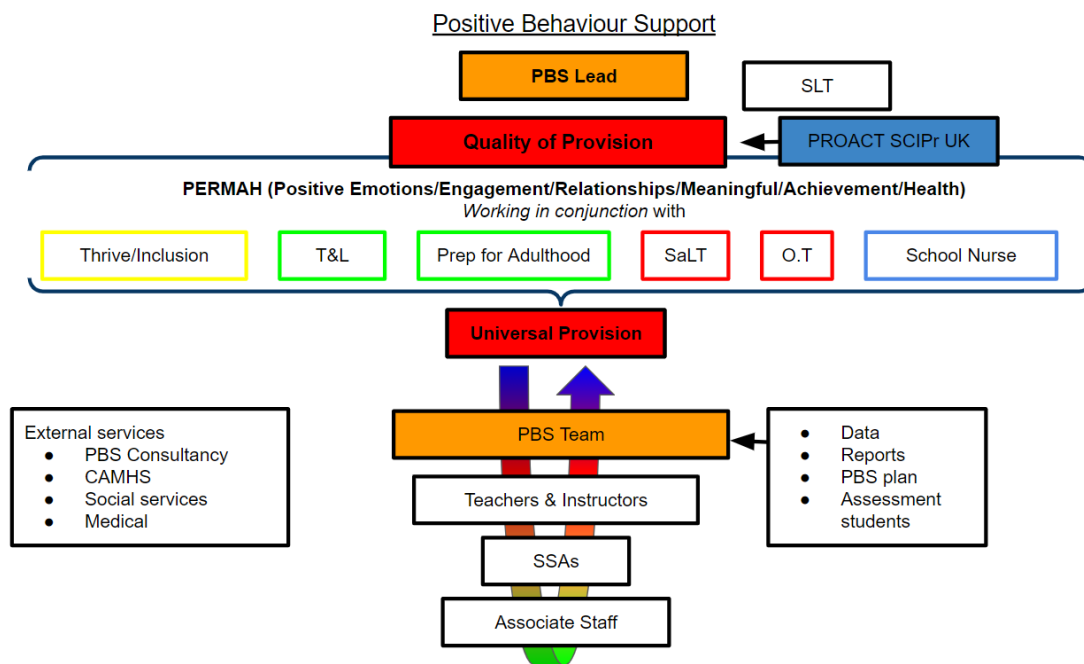 Positive Behaviour Support
PBS Lead
SLT
Quality of Provision
PROACT SCIPr UK
PERMAH (Positive Emotions/Engagement/Relationships/Meaningful/Achievement/Health)
Working in conjunction with
Thrive/Inclusion
T&L
Prep for Adulthood
SaLT
O.T
School Nurse
Universal Provision
External services
● PBS Consultancy
● CAMHS
● Social services
● Medical
PBS Team
Teachers & Instructors
SSAs
Associate Staff
● Data
● Reports
● PBS plan
● Assessment
students